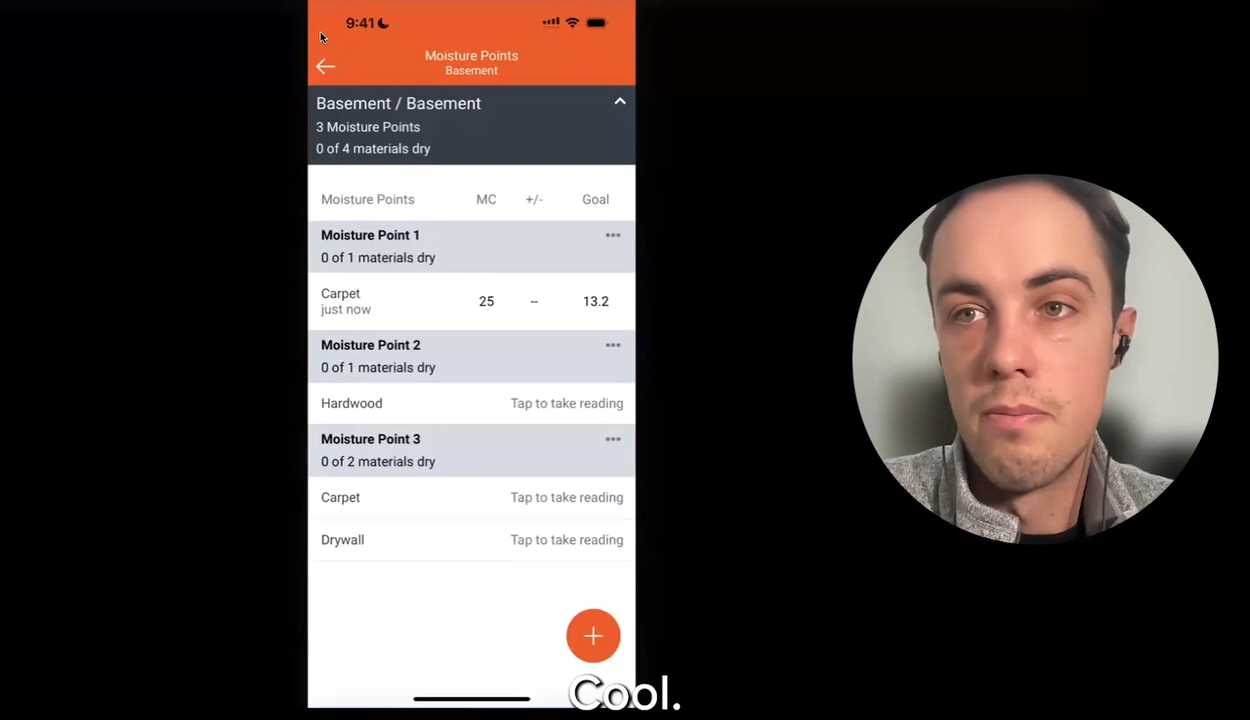 9:41
Moisture Points
Basement
Basement / Basement
3 Moisture Points
0 of 4 materials dry
Moisture Points MC +/- Goal
Moisture Point 1
0 of 1 materials dry
Carpet 25 -- 13.2
just now
Moisture Point 2
0 of 1 materials dry
Hardwood Tap to take reading
Moisture Point 3
0 of 2 materials dry
Carpet Tap to take reading
Drywall Tap to take reading
Cool.